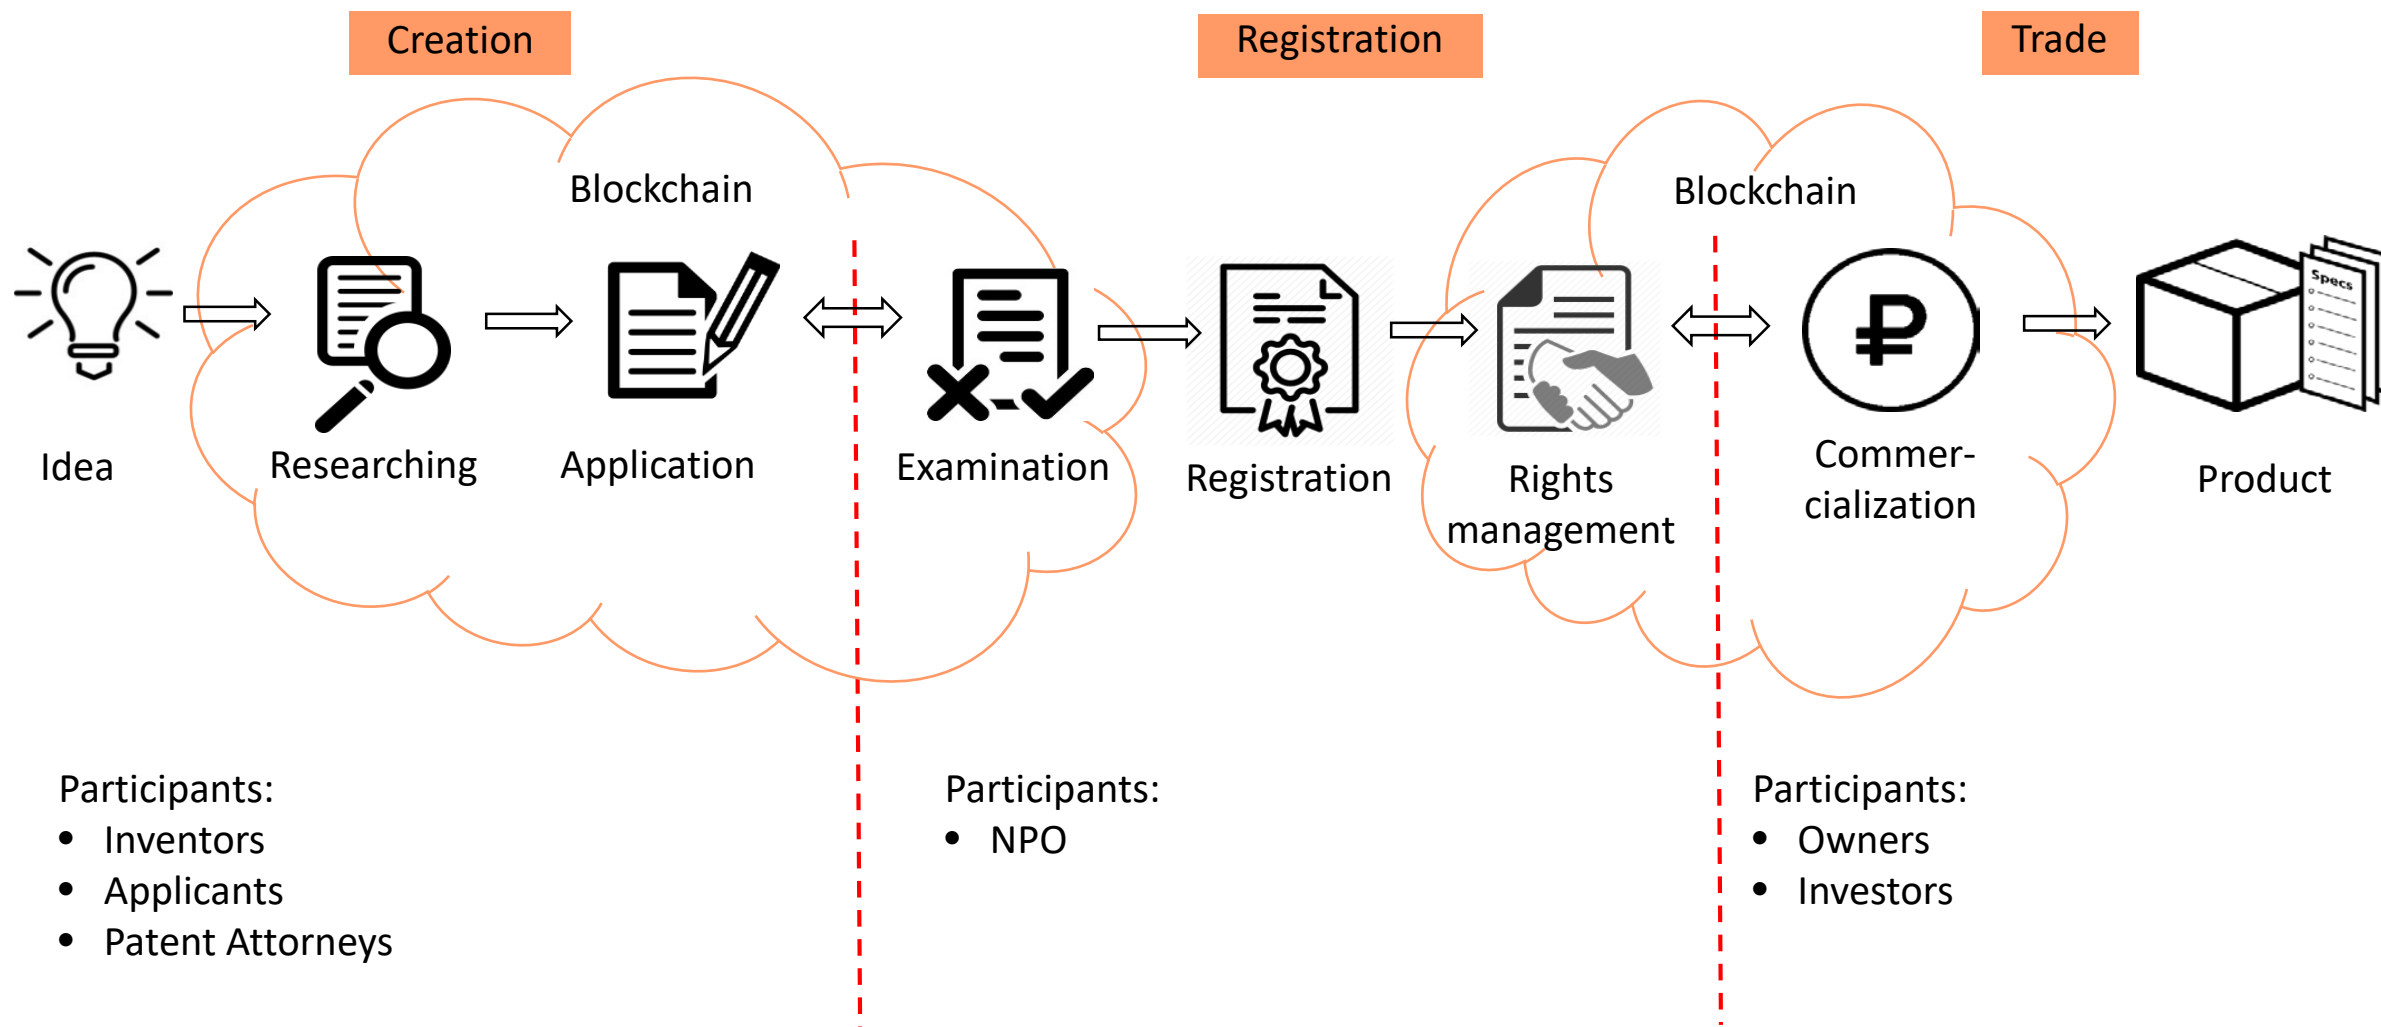 Creation
Registration
Trade
Blockchain
Blockchain
Specs
Idea
Researching
Application
Examination
Registration
Rights
management
Commer-
cialization
Product
Participants:
• Inventors
• Applicants
• Patent Attorneys
Participants:
• NPO
Participants:
• Owners
• Investors